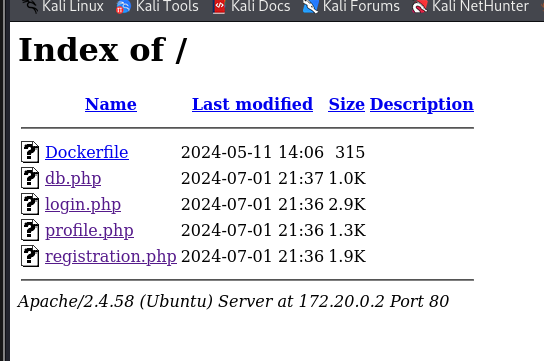 Kali Linux Kali Tools Kali Docs Kali Forums Kali NetHunter
Index of /
Name Last modified Size Description
Dockerfile 2024-05-11 14:06 315
db.php 2024-07-01 21:37 1.0K
login.php 2024-07-01 21:36 2.9K
profile.php 2024-07-01 21:36 1.3K
registration.php 2024-07-01 21:36 1.9K
Apache/2.4.58 (Ubuntu) Server at 172.20.0.2 Port 80